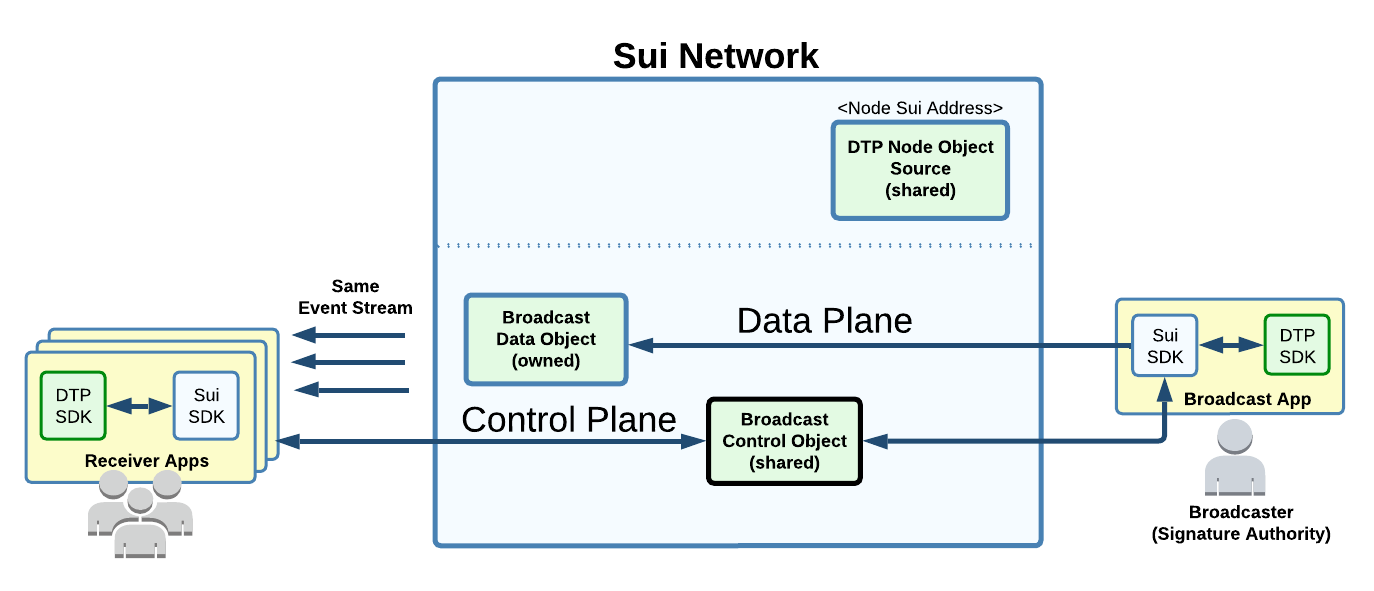 Sui Network
<Node Sui Address>
DTP Node Object
Source
(shared)
Same
Event Stream
Broadcast
Data Object
(owned)
Data Plane
Sui
SDK
DTP
SDK
Broadcast App
DTP
SDK
Sui
SDK
Receiver Apps
Control Plane
Broadcast
Control Object
(shared)
Broadcaster
(Signature Authority)